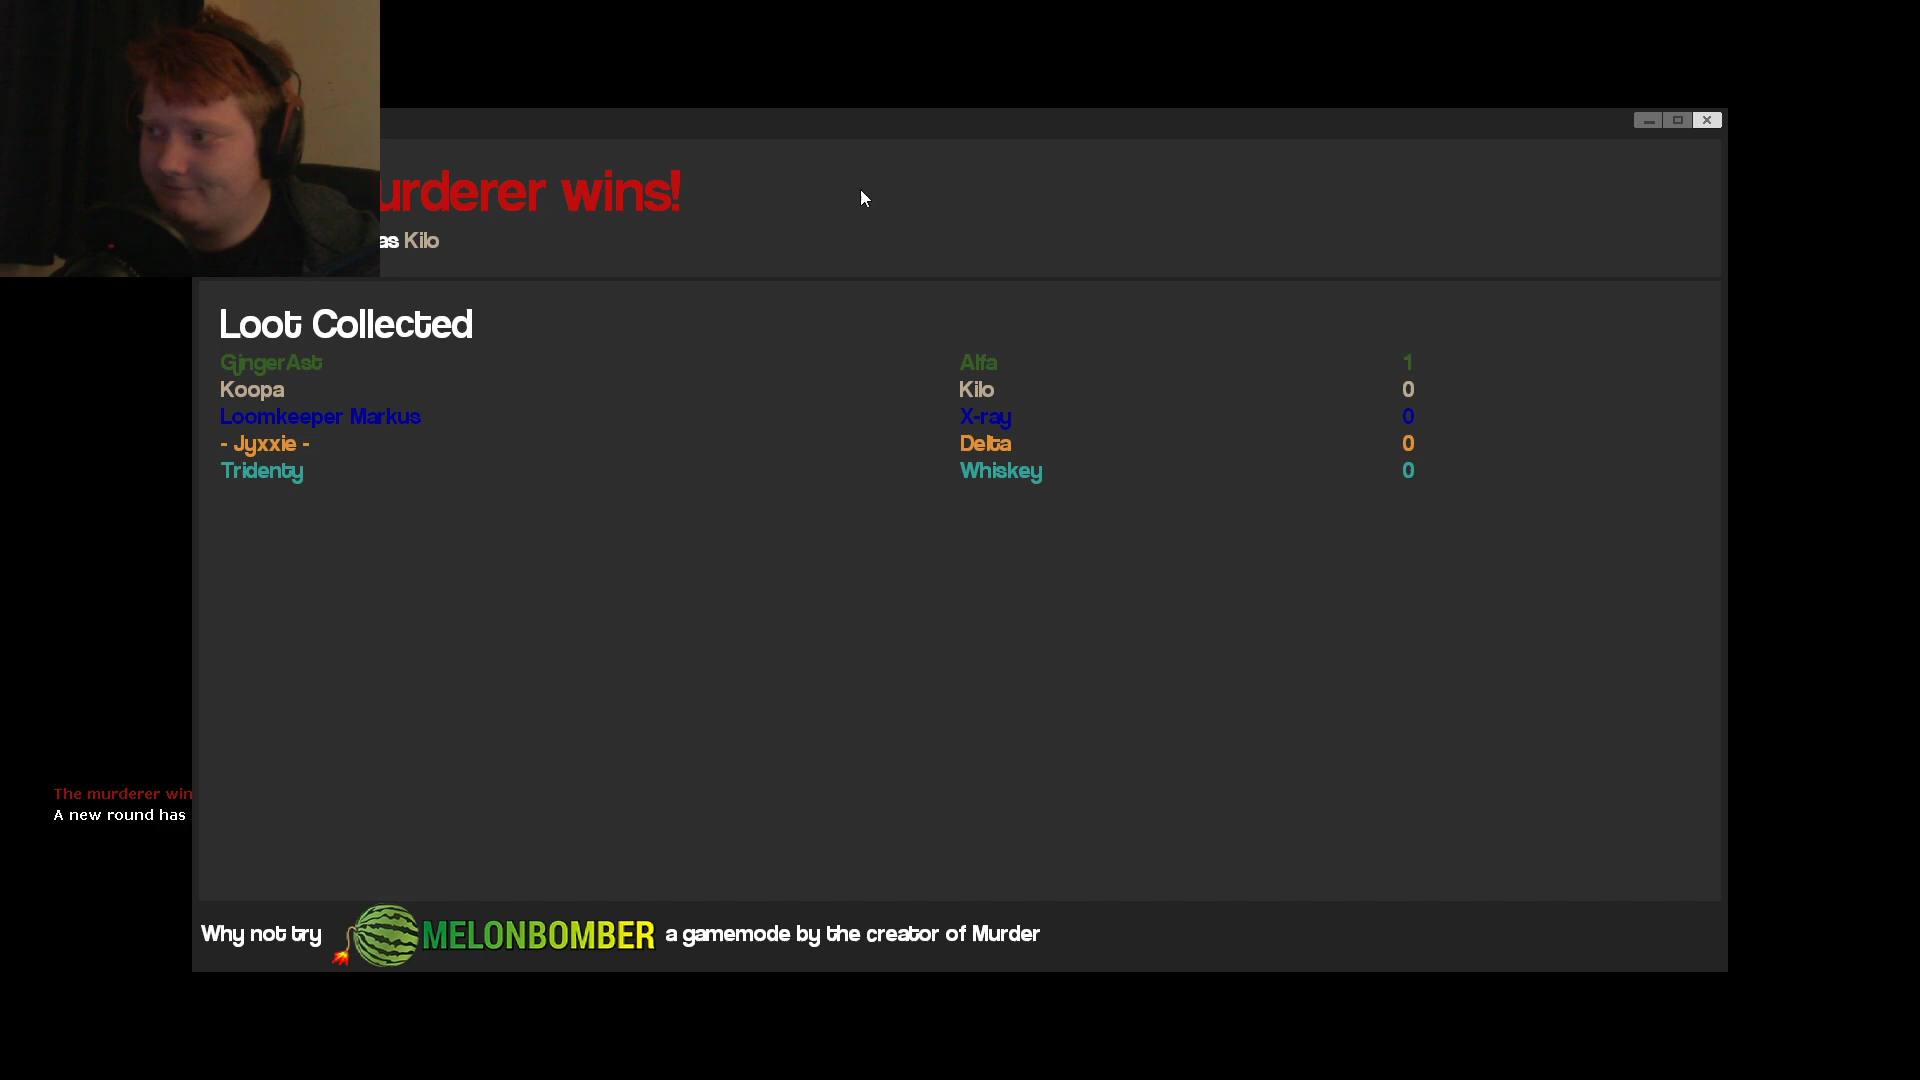 urderer wins!
as Kilo
Loot Collected
GjngerAst Alfa 1
Koopa Kilo 0
Loomkeeper Markus X-ray 0
- Jyxxie - Delta 0
Tridenty Whiskey 0
The murderer win
A new round has
Why not try MELONBOMBER a gamemode by the creator of Murder